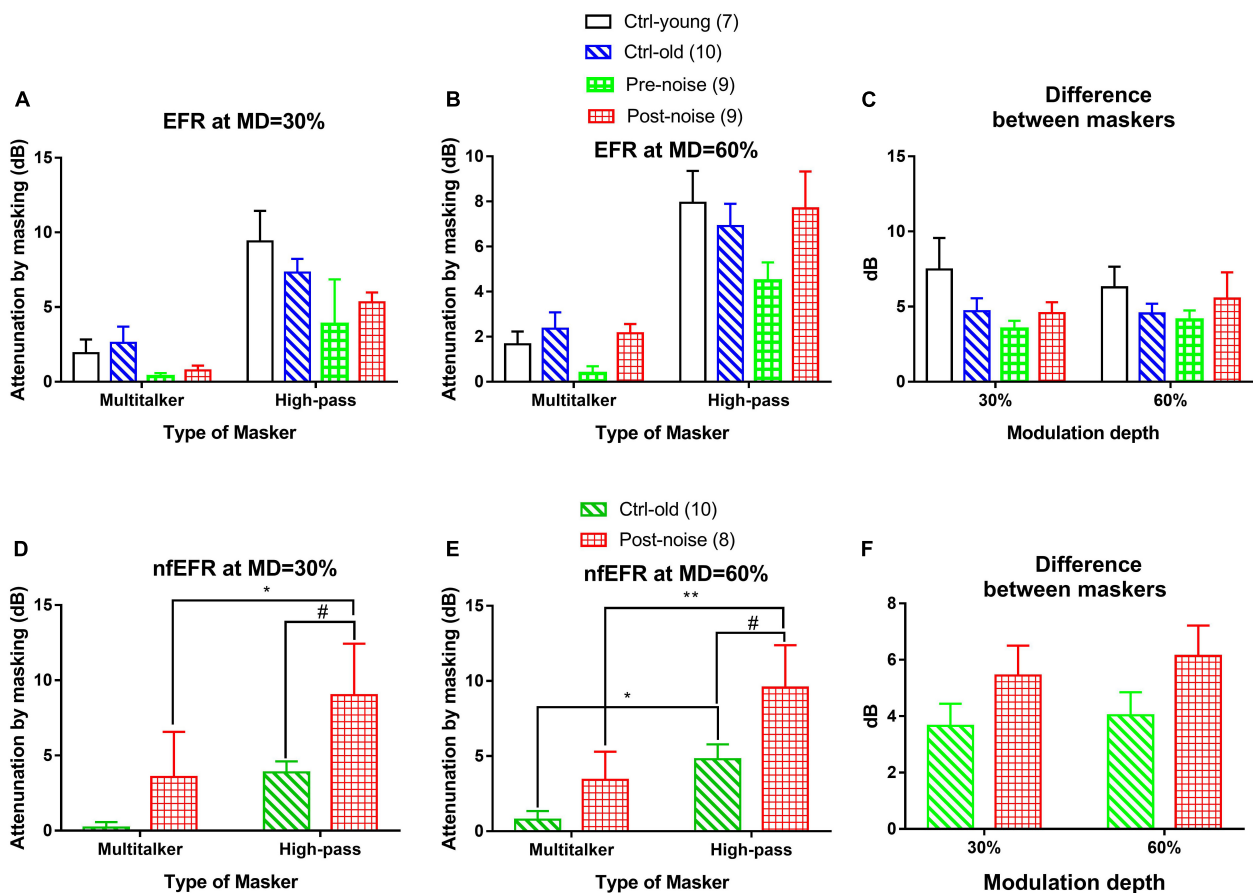 Ctrl-young (7)
Ctrl-old (10)
Pre-noise (9)
Post-noise (9)
A
EFR at MD=30%
Attenunation by masking (dB)
15
10
5
0
Multitalker
High-pass
Type of Masker
B
EFR at MD=60%
Attenunation by masking (dB)
10
8
6
4
2
0
Multitalker
High-pass
Type of Masker
C
Difference
between maskers
dB
15
10
5
0
30%
60%
Modulation depth
Ctrl-old (10)
Post-noise (8)
D
nfEFR at MD=30%
Attenunation by masking (dB)
15
10
5
0
*
#
Multitalker
High-pass
Type of Masker
E
nfEFR at MD=60%
Attenunation by masking (dB)
15
10
5
0
**
#
*
Multitalker
High-pass
Type of Masker
F
Difference
between maskers
dB
8
6
4
2
0
30%
60%
Modulation depth